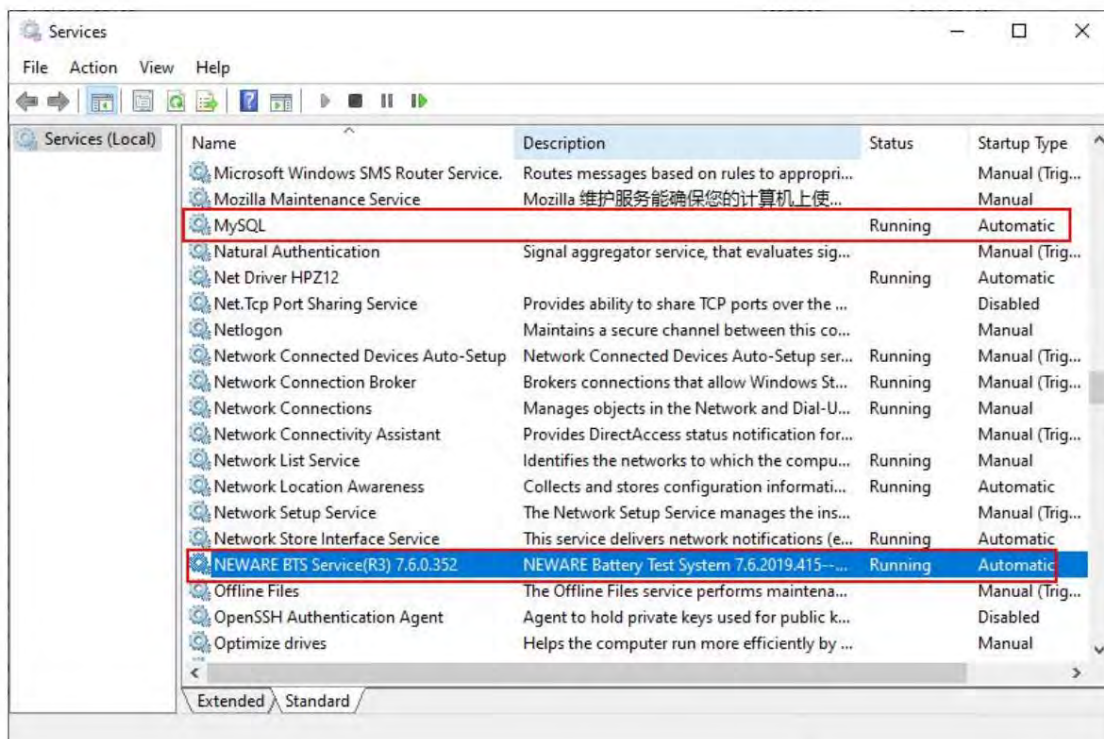 Services
File Action View Help
Services (Local)
Name Description Status Startup Type
Microsoft Windows SMS Router Service. Routes messages based on rules to appropri... Manual (Trig...
Mozilla Maintenance Service Mozilla 维护服务能确保您的计算机上使... Manual
MySQL Running Automatic
Natural Authentication Signal aggregator service, that evaluates sig... Manual (Trig...
Net Driver HPZ12 Running Automatic
Net.Tcp Port Sharing Service Provides ability to share TCP ports over the ... Disabled
Netlogon Maintains a secure channel between this co... Manual
Network Connected Devices Auto-Setup Network Connected Devices Auto-Setup ser... Running Manual (Trig...
Network Connection Broker Brokers connections that allow Windows St... Running Manual (Trig...
Network Connections Manages objects in the Network and Dial-U... Running Manual
Network Connectivity Assistant Provides DirectAccess status notification for... Manual (Trig...
Network List Service Identifies the networks to which the compu... Running Manual
Network Location Awareness Collects and stores configuration informati... Running Automatic
Network Setup Service The Network Setup Service manages the ins... Manual (Trig...
Network Store Interface Service This service delivers network notifications (e... Running Automatic
NEWARE BTS Service(R3) 7.6.0.352 NEWARE Battery Test System 7.6.2019.415--... Running Automatic
Offline Files The Offline Files service performs maintena... Manual (Trig...
OpenSSH Authentication Agent Agent to hold private keys used for public k... Disabled
Optimize drives Helps the computer run more efficiently by ... Manual
Extended Standard